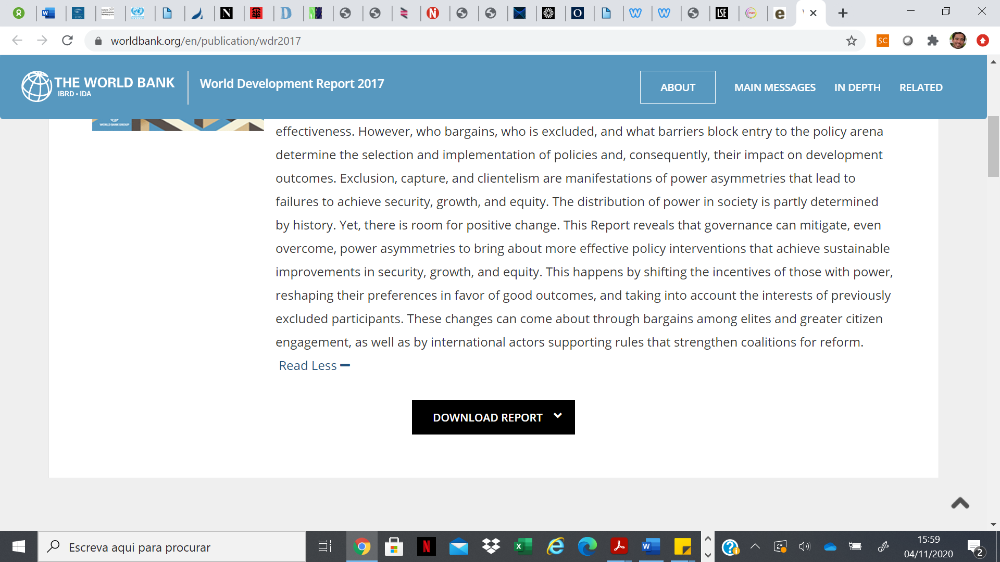 worldbank.org/en/publication/wdr2017
SC
THE WORLD BANK
IBRD • IDA
World Development Report 2017
ABOUT
MAIN MESSAGES
IN DEPTH
RELATED
WORLD BANK GROUP
effectiveness. However, who bargains, who is excluded, and what barriers block entry to the policy arena
determine the selection and implementation of policies and, consequently, their impact on development
outcomes. Exclusion, capture, and clientelism are manifestations of power asymmetries that lead to
failures to achieve security, growth, and equity. The distribution of power in society is partly determined
by history. Yet, there is room for positive change. This Report reveals that governance can mitigate, even
overcome, power asymmetries to bring about more effective policy interventions that achieve sustainable
improvements in security, growth, and equity. This happens by shifting the incentives of those with power,
reshaping their preferences in favor of good outcomes, and taking into account the interests of previously
excluded participants. These changes can come about through bargains among elites and greater citizen
engagement, as well as by international actors supporting rules that strengthen coalitions for reform.
Read Less
DOWNLOAD REPORT
Escreva aqui para procurar
15:59
04/11/2020
2